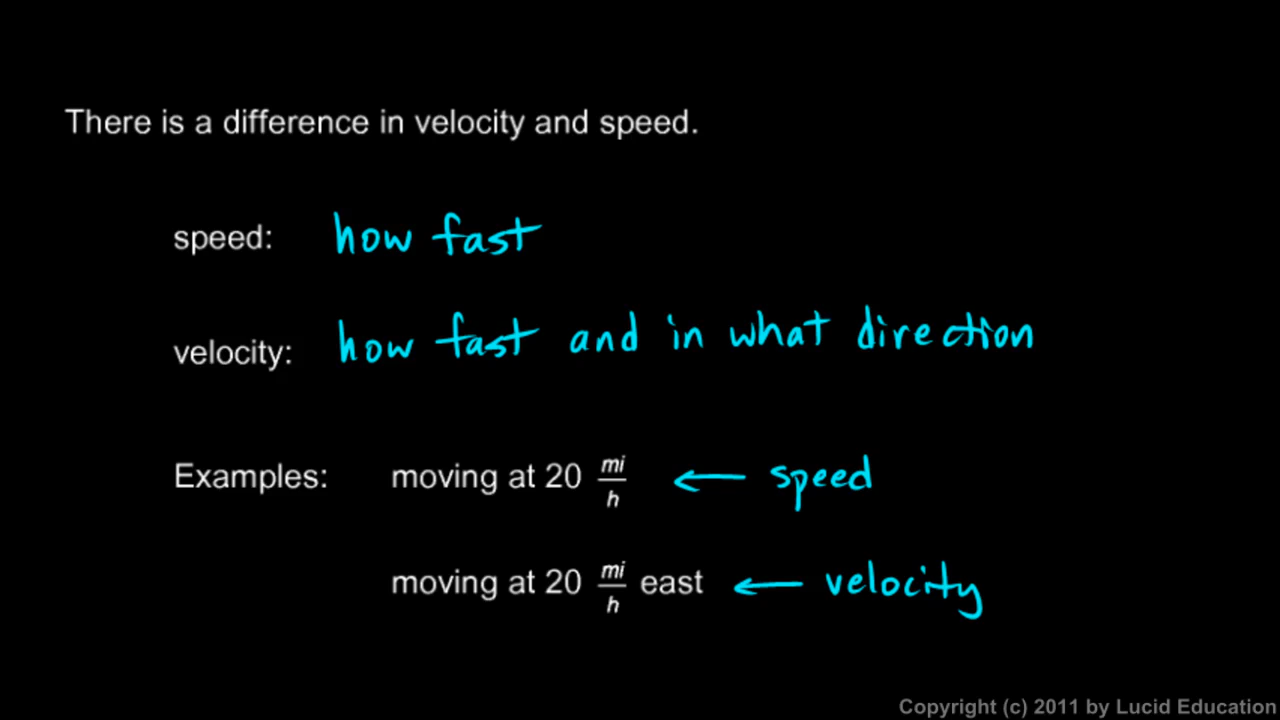 There is a difference in velocity and speed.
speed: how fast
velocity: how fast and in what direction
Examples: moving at 20 mi/h ← speed
moving at 20 mi/h east ← velocity
Copyright (c) 2011 by Lucid Education